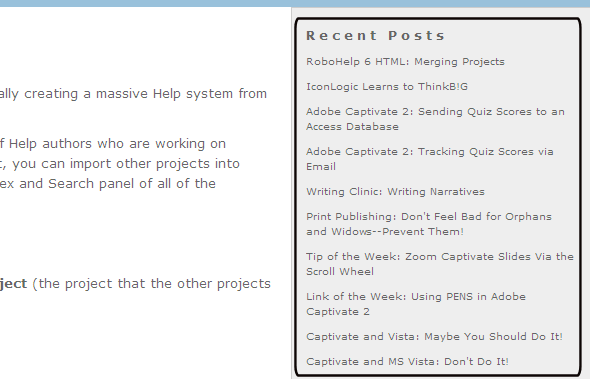 ally creating a massive Help system from
f Help authors who are working on
t, you can import other projects into
ex and Search panel of all of the
ject (the project that the other projects
Recent Posts
RoboHelp 6 HTML: Merging Projects
IconLogic Learns to ThinkB!G
Adobe Captivate 2: Sending Quiz Scores to an
Access Database
Adobe Captivate 2: Tracking Quiz Scores via
Email
Writing Clinic: Writing Narratives
Print Publishing: Don't Feel Bad for Orphans
and Widows--Prevent Them!
Tip of the Week: Zoom Captivate Slides Via the
Scroll Wheel
Link of the Week: Using PENS in Adobe
Captivate 2
Captivate and Vista: Maybe You Should Do It!
Captivate and MS Vista: Don't Do It!